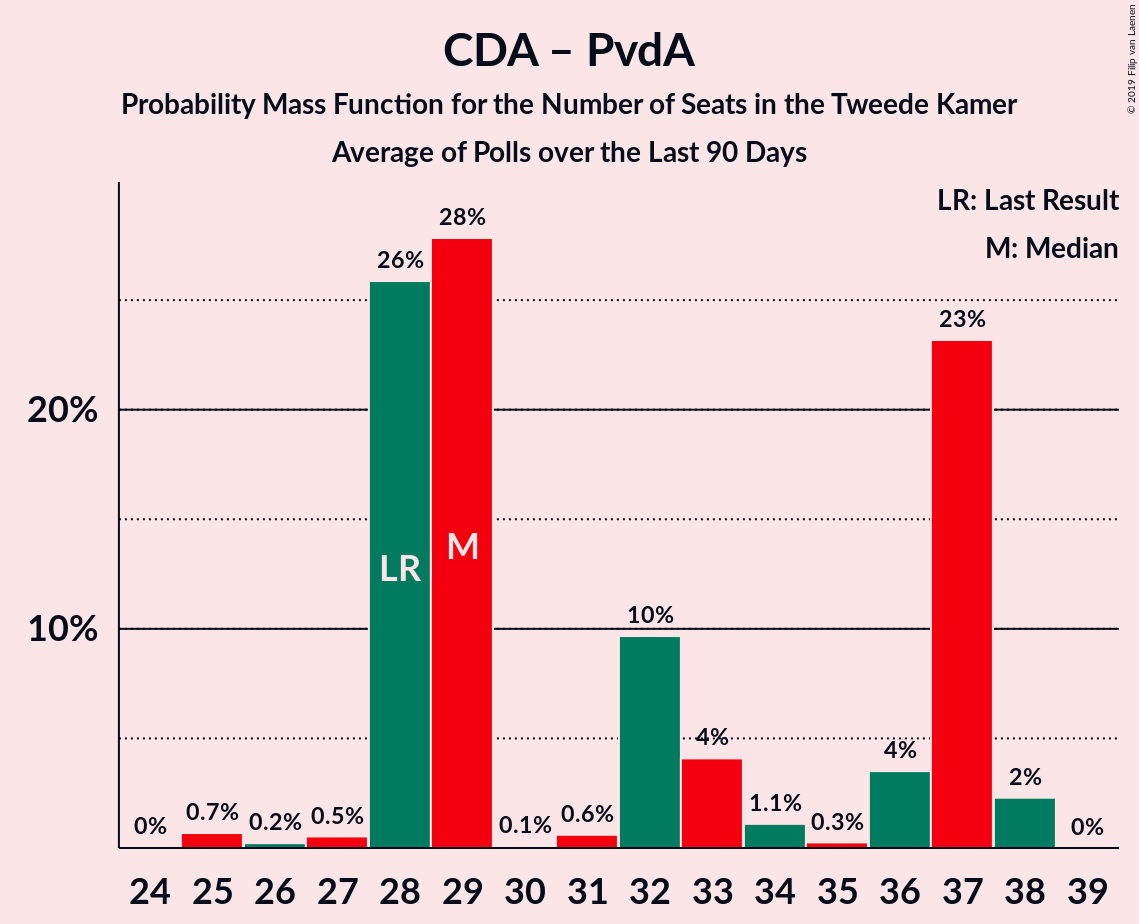 CDA – PvdA
Probability Mass Function for the Number of Seats in the Tweede Kamer
Average of Polls over the Last 90 Days
© 2019 Filip van Laenen
LR: Last Result
M: Median
28%
26%
23%
20%
LR
M
10%
10%
4%
4%
2%
1.1%
0%
0.7%
0.2%
0.5%
0.1%
0.6%
0.3%
0%
24 25 26 27 28 29 30 31 32 33 34 35 36 37 38 39